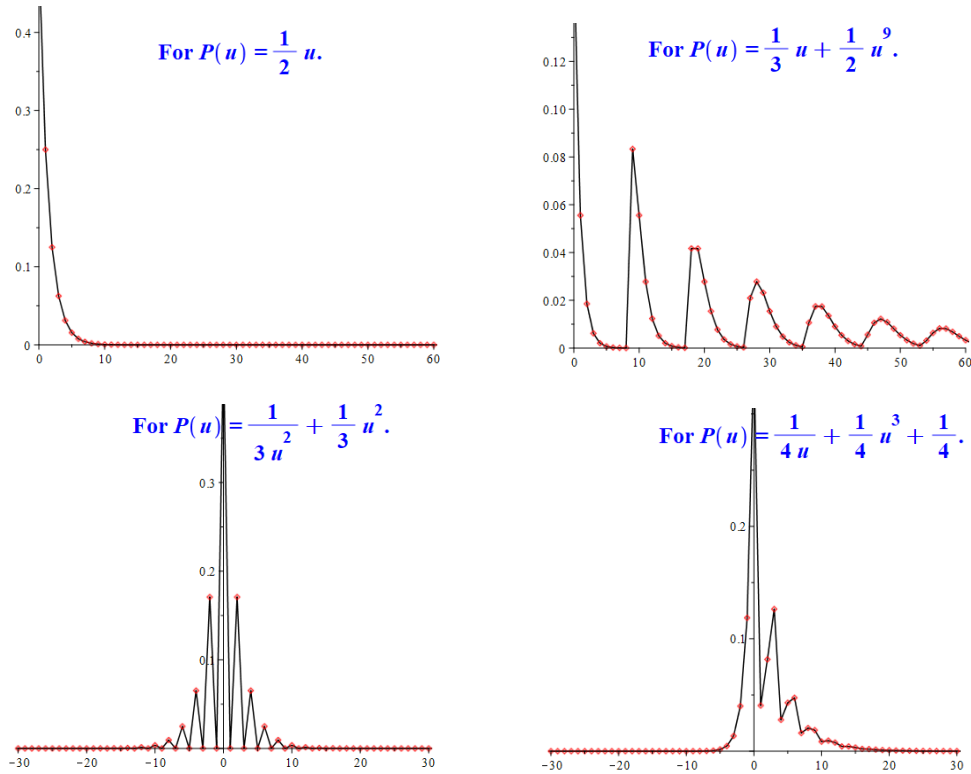 For P(u) = 1/2 u.
0.4
0.3
0.2
0.1
0
0 10 20 30 40 50 60
For P(u) = 1/3 u + 1/2 u^9.
0.12
0.10
0.08
0.06
0.04
0.02
0
0 10 20 30 40 50 60
For P(u) = 1/(3 u^2) + 1/3 u^2.
0.3
0.2
0.1
-30 -20 -10 0 10 20 30
For P(u) = 1/(4 u) + 1/4 u^3 + 1/4.
0.2
0.1
-30 -20 -10 0 10 20 30